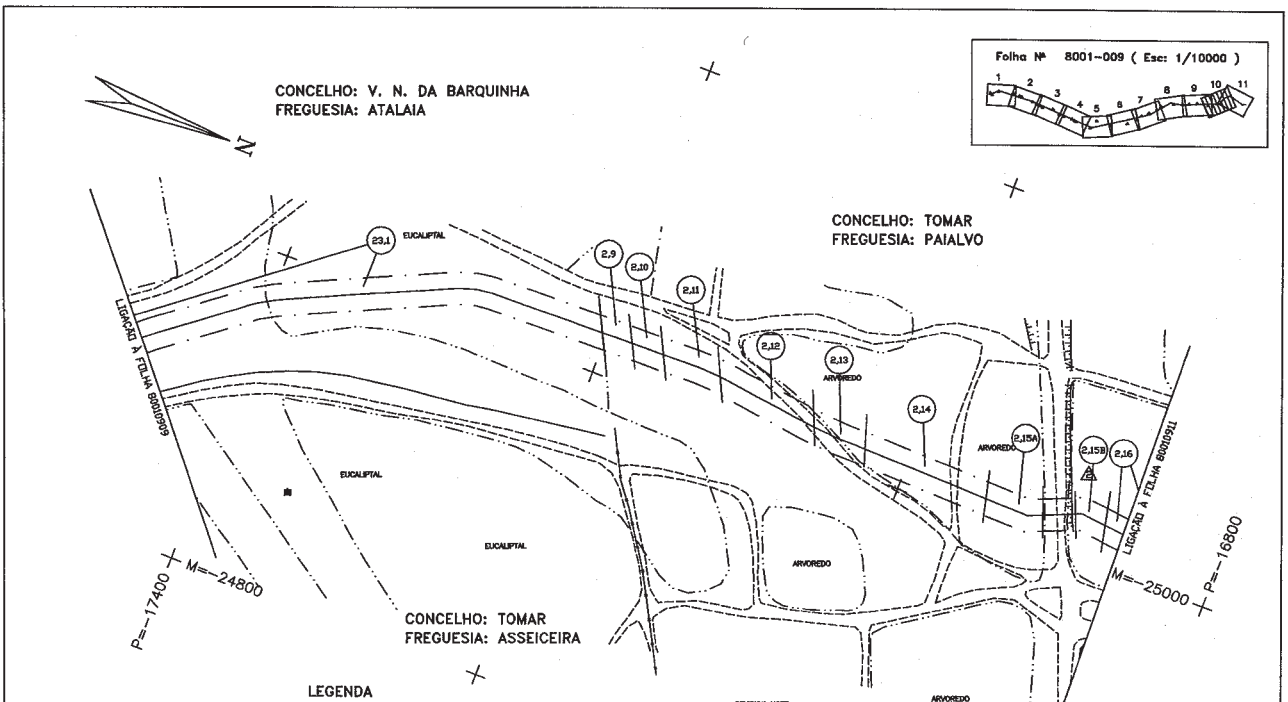 CONCELHO: V. N. DA BARQUINHA
FREGUESIA: ATALAIA
Folha Nº 8001-009 ( Esc: 1/10000 )
1 2 3 4 5 6 7 8 9 10 11
N
CONCELHO: TOMAR
FREGUESIA: PAIALVO
23,1
EUCALIPTAL
2,9
2,10
2,11
2,12
2,13
ARVOREDO
2,14
ARVOREDO
2,15A
2,15B
2,16
LIGAÇÃO À FOLHA 80010909
LIGAÇÃO À FOLHA 80010911
EUCALIPTAL
EUCALIPTAL
ARVOREDO
P=-17400
M=-24800
M=-25000
P=-16800
CONCELHO: TOMAR
FREGUESIA: ASSEICEIRA
LEGENDA
ARVOREDO